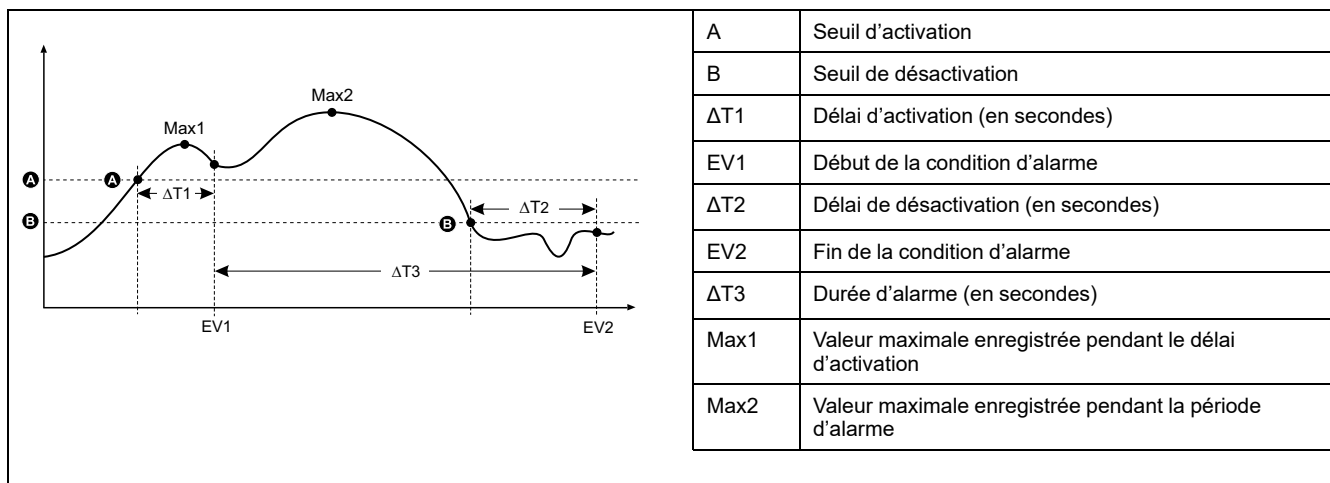 Max2
Max1
A
A
ΔT1
B
B
ΔT2
ΔT3
EV1
EV2
A Seuil d’activation
B Seuil de désactivation
ΔT1 Délai d’activation (en secondes)
EV1 Début de la condition d’alarme
ΔT2 Délai de désactivation (en secondes)
EV2 Fin de la condition d’alarme
ΔT3 Durée d’alarme (en secondes)
Max1 Valeur maximale enregistrée pendant le délai
d’activation
Max2 Valeur maximale enregistrée pendant la période
d’alarme